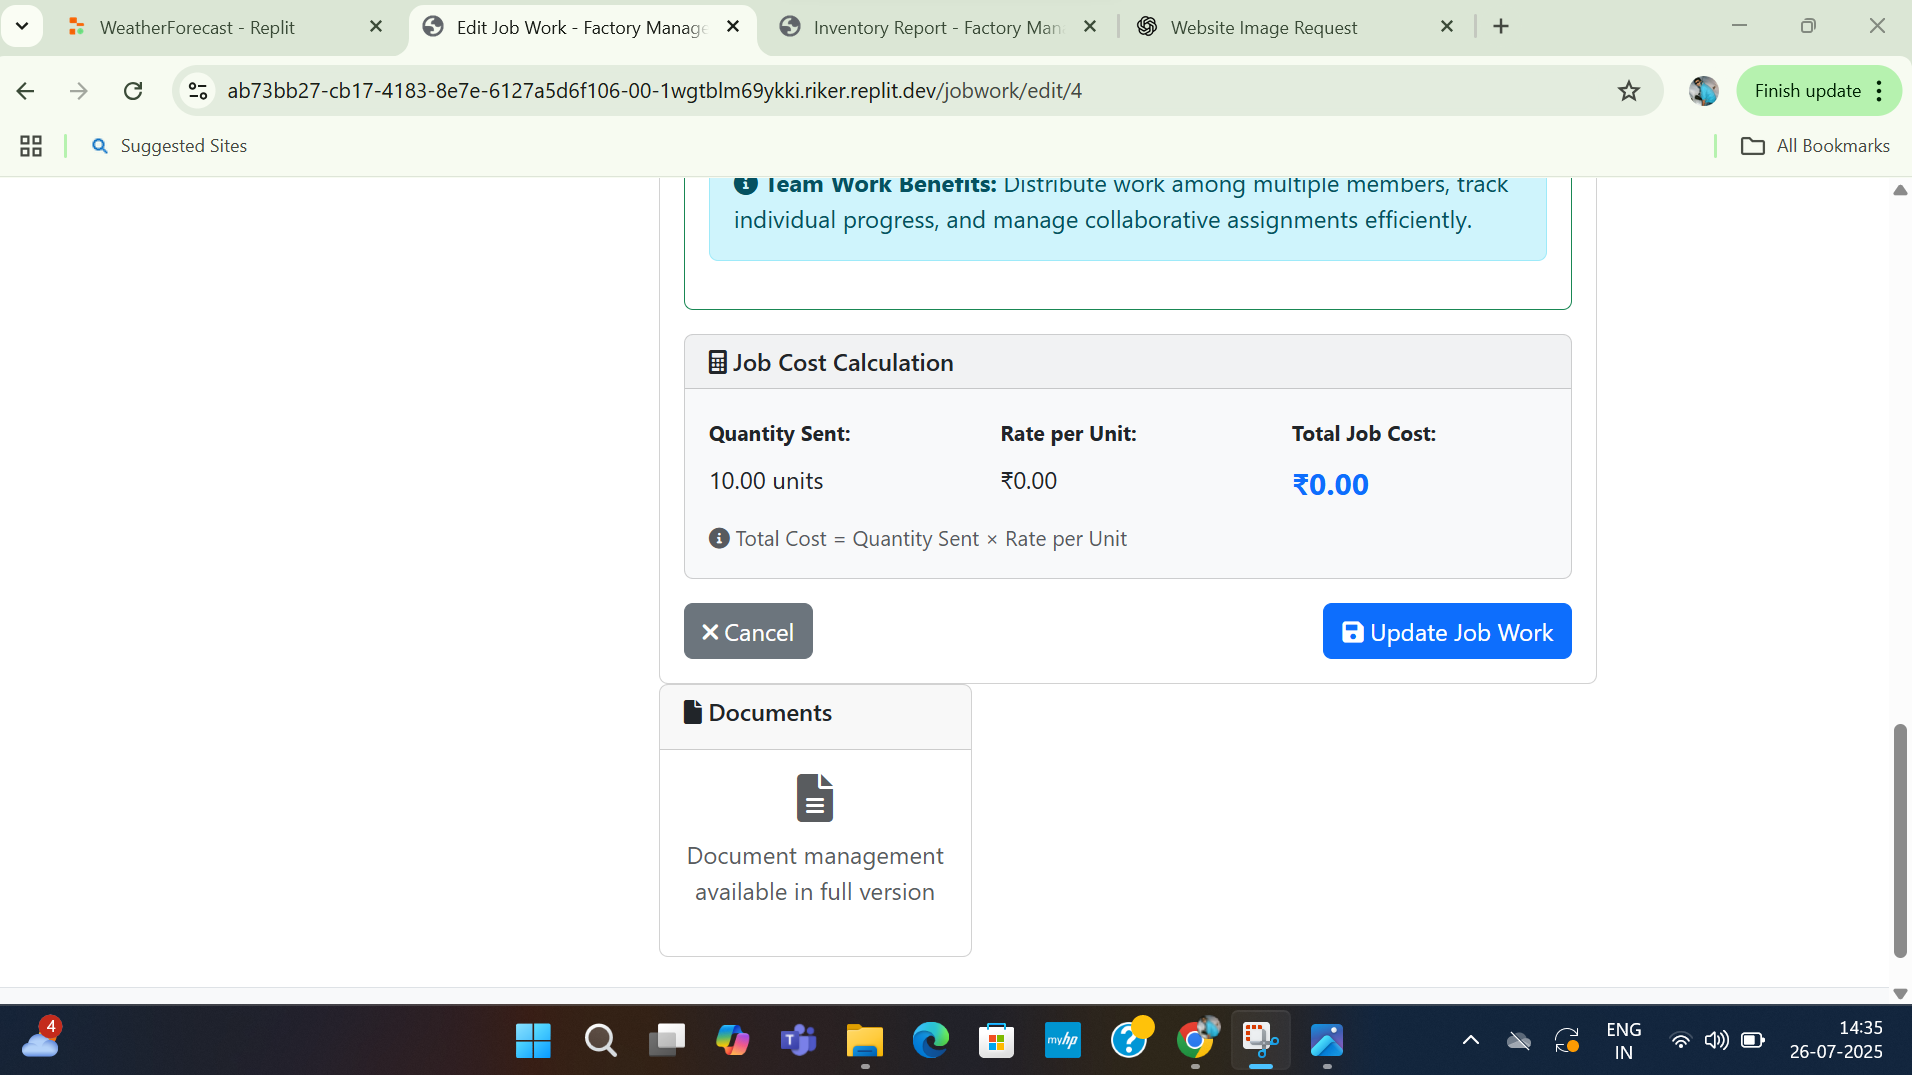 WeatherForecast - Replit
Edit Job Work - Factory Manage
Inventory Report - Factory Man
Website Image Request
ab73bb27-cb17-4183-8e7e-6127a5d6f106-00-1wgtblm69ykki.riker.replit.dev/jobwork/edit/4
Finish update
Suggested Sites
All Bookmarks
Team Work Benefits: Distribute work among multiple members, track
individual progress, and manage collaborative assignments efficiently.
Job Cost Calculation
Quantity Sent:
Rate per Unit:
Total Job Cost:
10.00 units
₹0.00
₹0.00
Total Cost = Quantity Sent × Rate per Unit
Cancel
Update Job Work
Documents
Document management
available in full version
4
myhp
ENG
IN
14:35
26-07-2025